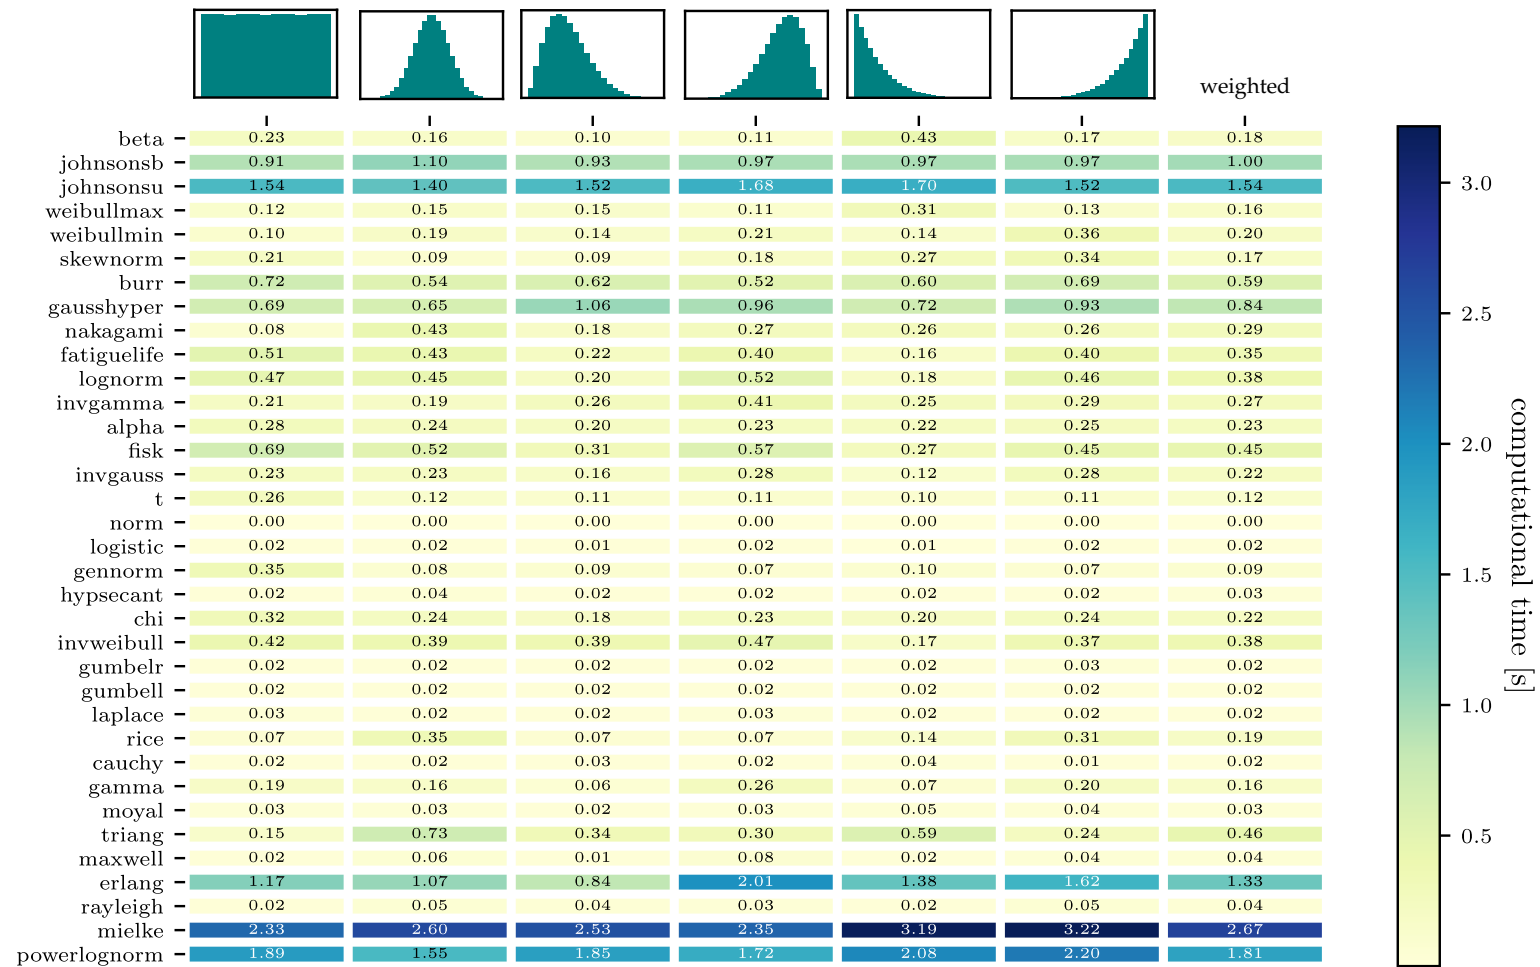 weighted
beta 0.23 0.16 0.10 0.11 0.43 0.17 0.18
johnsonsb 0.91 1.10 0.93 0.97 0.97 0.97 1.00
johnsonsu 1.54 1.40 1.52 1.68 1.70 1.52 1.54
weibullmax 0.12 0.15 0.15 0.11 0.31 0.13 0.16
weibullmin 0.10 0.19 0.14 0.21 0.14 0.36 0.20
skewnorm 0.21 0.09 0.09 0.18 0.27 0.34 0.17
burr 0.72 0.54 0.62 0.52 0.60 0.69 0.59
gausshyper 0.69 0.65 1.06 0.96 0.72 0.93 0.84
nakagami 0.08 0.43 0.18 0.27 0.26 0.26 0.29
fatiguelife 0.51 0.43 0.22 0.40 0.16 0.40 0.35
lognorm 0.47 0.45 0.20 0.52 0.18 0.46 0.38
invgamma 0.21 0.19 0.26 0.41 0.25 0.29 0.27
alpha 0.28 0.24 0.20 0.23 0.22 0.25 0.23
fisk 0.69 0.52 0.31 0.57 0.27 0.45 0.45
invgauss 0.23 0.23 0.16 0.28 0.12 0.28 0.22
t 0.26 0.12 0.11 0.11 0.10 0.11 0.12
norm 0.00 0.00 0.00 0.00 0.00 0.00 0.00
logistic 0.02 0.02 0.01 0.02 0.01 0.02 0.02
gennorm 0.35 0.08 0.09 0.07 0.10 0.07 0.09
hypsecant 0.02 0.04 0.02 0.02 0.02 0.02 0.03
chi 0.32 0.24 0.18 0.23 0.20 0.24 0.22
invweibull 0.42 0.39 0.39 0.47 0.17 0.37 0.38
gumbelr 0.02 0.02 0.02 0.02 0.02 0.03 0.02
gumbell 0.02 0.02 0.02 0.02 0.02 0.02 0.02
laplace 0.03 0.02 0.02 0.03 0.02 0.02 0.02
rice 0.07 0.35 0.07 0.07 0.14 0.31 0.19
cauchy 0.02 0.02 0.03 0.02 0.04 0.01 0.02
gamma 0.19 0.16 0.06 0.26 0.07 0.20 0.16
moyal 0.03 0.03 0.02 0.03 0.05 0.04 0.03
triang 0.15 0.73 0.34 0.30 0.59 0.24 0.46
maxwell 0.02 0.06 0.01 0.08 0.02 0.04 0.04
erlang 1.17 1.07 0.84 2.01 1.38 1.62 1.33
rayleigh 0.02 0.05 0.04 0.03 0.02 0.05 0.04
mielke 2.33 2.60 2.53 2.35 3.19 3.22 2.67
powerlognorm 1.89 1.55 1.85 1.72 2.08 2.20 1.81
3.0
2.5
2.0
1.5
1.0
0.5
computational time [s]